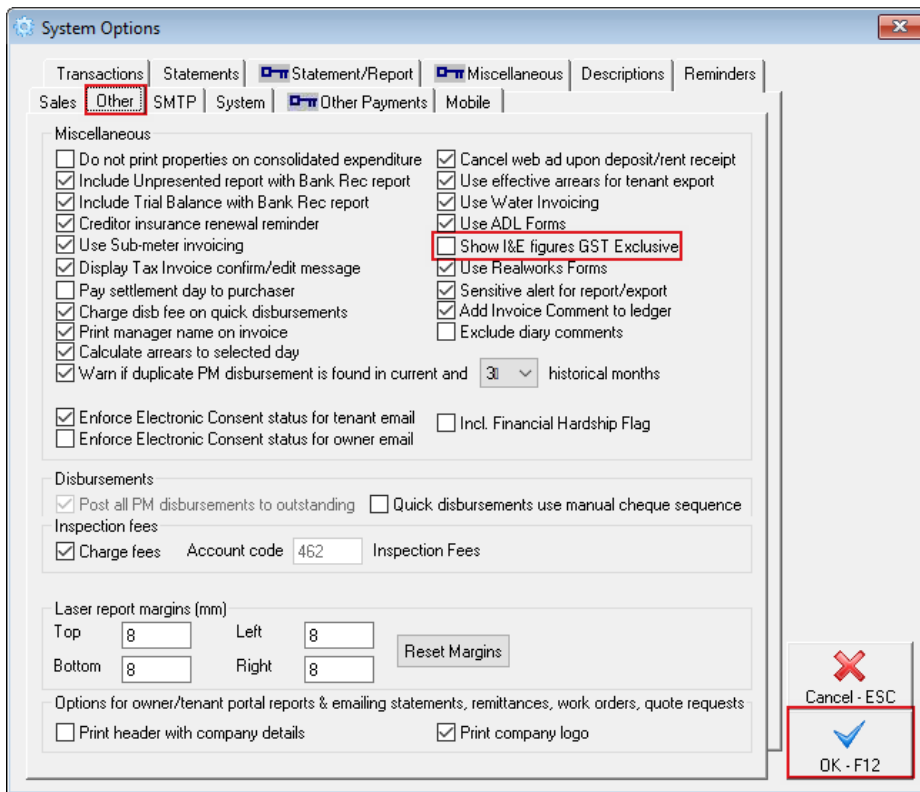 System Options
Transactions
Statements
Statement/Report
Miscellaneous
Descriptions
Reminders
Sales
Other
SMTP
System
Other Payments
Mobile
Miscellaneous
Do not print properties on consolidated expenditure
Include Unpresented report with Bank Rec report
Include Trial Balance with Bank Rec report
Creditor insurance renewal reminder
Use Sub-meter invoicing
Display Tax Invoice confirm/edit message
Pay settlement day to purchaser
Charge disb fee on quick disbursements
Print manager name on invoice
Calculate arrears to selected day
Cancel web ad upon deposit/rent receipt
Use effective arrears for tenant export
Use Water Invoicing
Use ADL Forms
Show I&E figures GST Exclusive
Use Realworks Forms
Sensitive alert for report/export
Add Invoice Comment to ledger
Exclude diary comments
Warn if duplicate PM disbursement is found in current and 3 historical months
Enforce Electronic Consent status for tenant email
Enforce Electronic Consent status for owner email
Incl. Financial Hardship Flag
Disbursements
Post all PM disbursements to outstanding
Quick disbursements use manual cheque sequence
Inspection fees
Charge fees Account code 462 Inspection Fees
Laser report margins (mm)
Top 8 Left 8
Bottom 8 Right 8
Reset Margins
Options for owner/tenant portal reports & emailing statements, remittances, work orders, quote requests
Print header with company details
Print company logo
Cancel - ESC
OK - F12